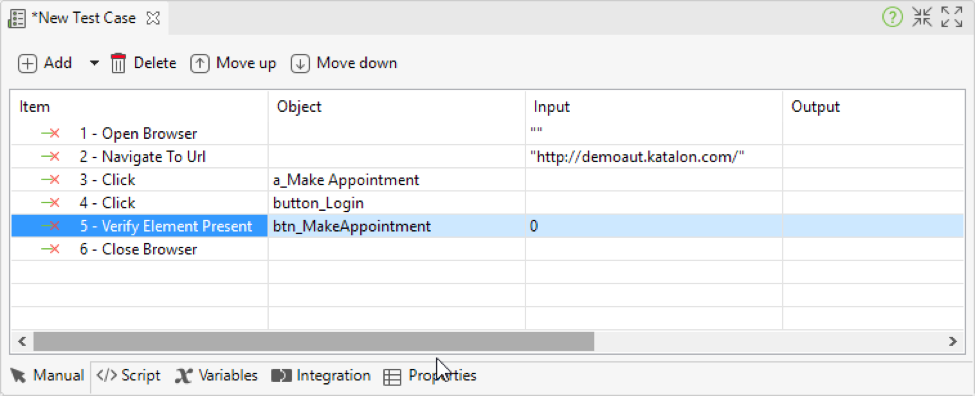 *New Test Case
Add Delete Move up Move down
Item Object Input Output
1 - Open Browser ""
2 - Navigate To Url "http://demoaut.katalon.com/"
3 - Click a_Make Appointment
4 - Click button_Login
5 - Verify Element Present btn_MakeAppointment 0
6 - Close Browser
Manual </> Script Variables Integration Properties